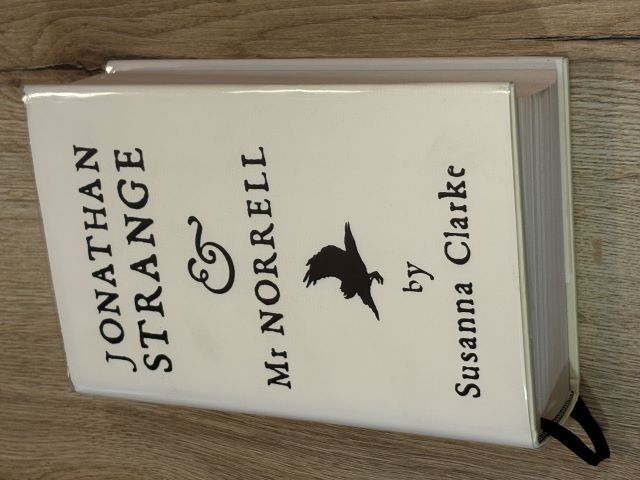 JONATHAN
STRANGE
&
Mr NORRELL
by
Susanna Clarke